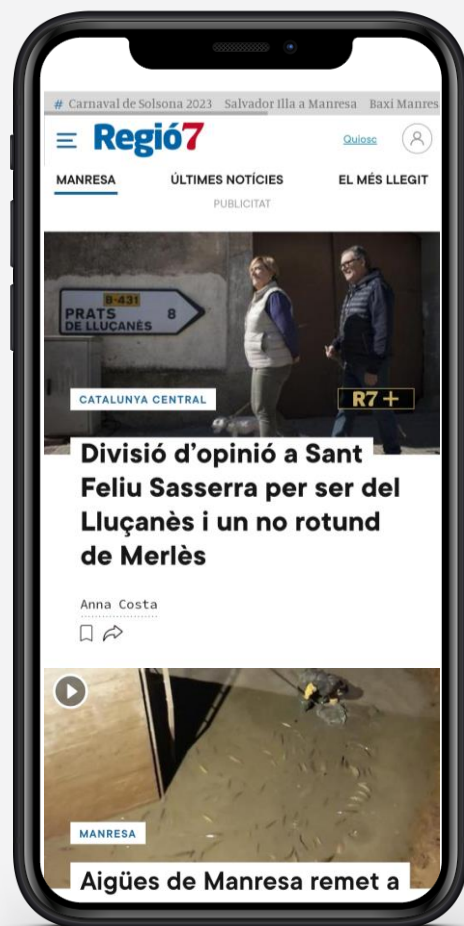 # Carnaval de Solsona 2023 Salvador Illa a Manresa Baxi Manres
Regió7
Quiosc
MANRESA ÚLTIMES NOTÍCIES EL MÉS LLEGIT
PUBLICITAT
B-431
PRATS
DE LLUÇANÈS 8
CATALUNYA CENTRAL
R7+
Divisió d’opinió a Sant
Feliu Sasserra per ser del
Lluçanès i un no rotund
de Merlès
Anna Costa
MANRESA
Aigües de Manresa remet a